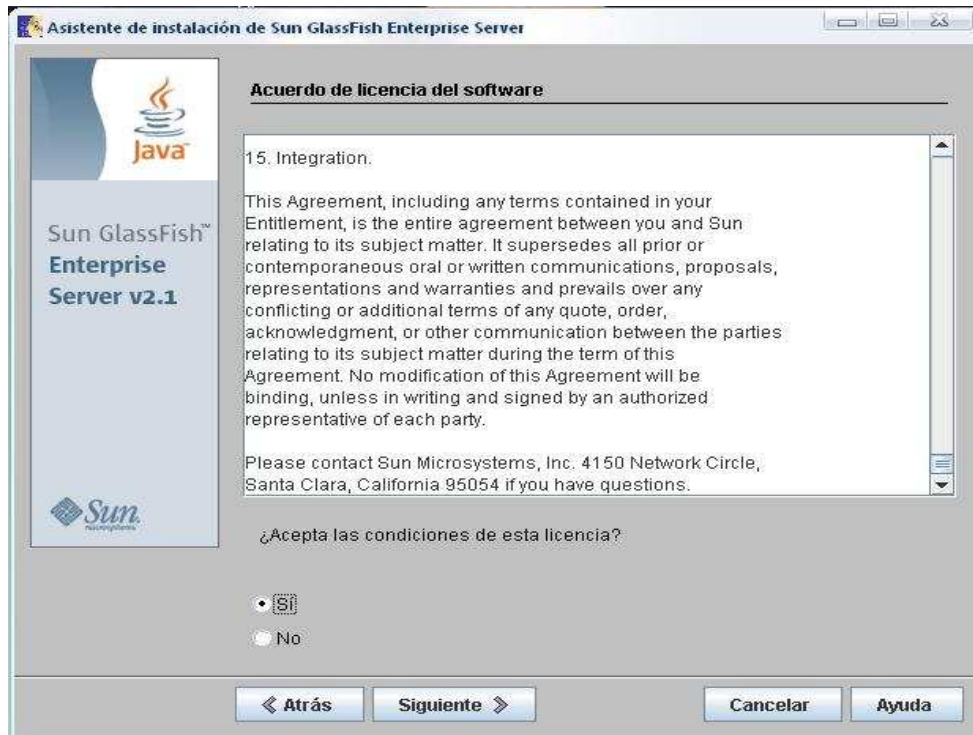 Asistente de instalación de Sun GlassFish Enterprise Server
Java™
Sun GlassFish™
Enterprise
Server v2.1
Sun
microsystems
Acuerdo de licencia del software
15. Integration.
This Agreement, including any terms contained in your
Entitlement, is the entire agreement between you and Sun
relating to its subject matter. It supersedes all prior or
contemporaneous oral or written communications, proposals,
representations and warranties and prevails over any
conflicting or additional terms of any quote, order,
acknowledgment, or other communication between the parties
relating to its subject matter during the term of this
Agreement. No modification of this Agreement will be
binding, unless in writing and signed by an authorized
representative of each party.
Please contact Sun Microsystems, Inc. 4150 Network Circle,
Santa Clara, California 95054 if you have questions.
¿Acepta las condiciones de esta licencia?
Sí
No
Atrás
Siguiente
Cancelar
Ayuda